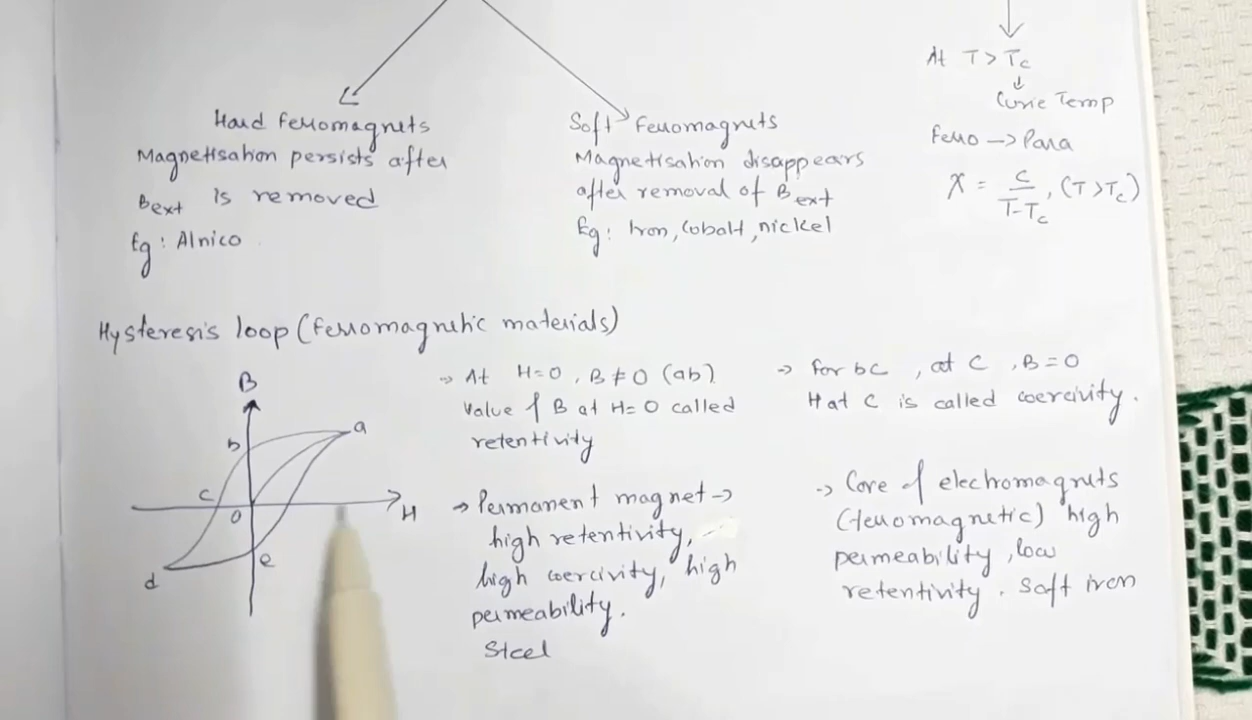 Hard Ferromagnets
Magnetisation persists after
Bext is removed
Eg: Alnico
Soft Ferromagnets
Magnetisation disappears
after removal of Bext
Eg: Iron, Cobalt, nickel
At T > Tc
↓
Curie Temp
Ferro → Para
χ = C/(T-Tc), (T>Tc)
Hysteresis loop (ferromagnetic materials)
B
a
b
c
O
H
e
d
→ At H=0, B≠0 (ab)
Value of B at H=0 called
retentivity
→ For bc, at C, B=0
H at C is called coercivity.
→ Permanent magnet →
high retentivity,
high coercivity, high
permeability.
Steel
→ Core of electromagnets
(ferromagnetic) high
permeability, low
retentivity. Soft iron